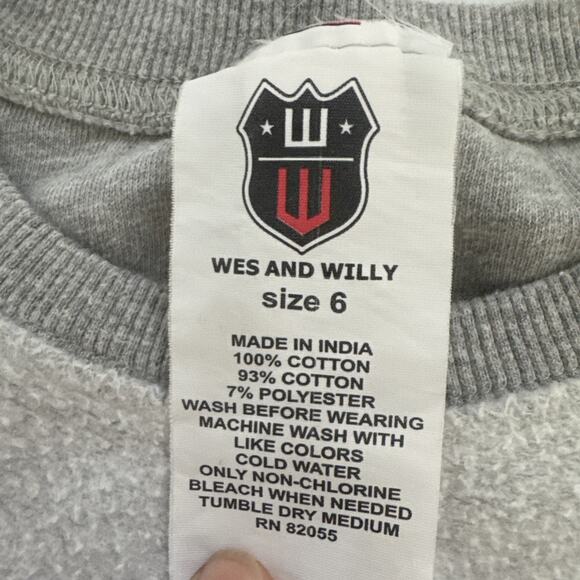 W
W
WES AND WILLY
size 6
MADE IN INDIA
100% COTTON
93% COTTON
7% POLYESTER
WASH BEFORE WEARING
MACHINE WASH WITH
LIKE COLORS
COLD WATER
ONLY NON-CHLORINE
BLEACH WHEN NEEDED
TUMBLE DRY MEDIUM
RN 82055